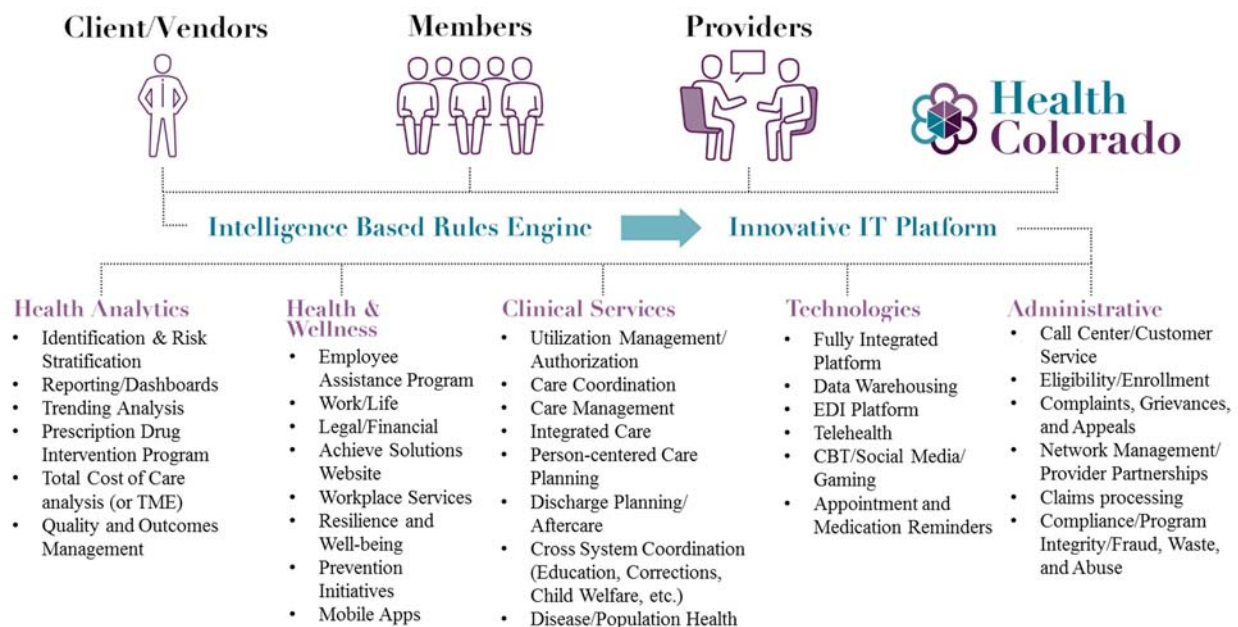 Client/Vendors
Members
Providers
Health
Colorado
Intelligence Based Rules Engine
Innovative IT Platform
Health Analytics
• Identification & Risk
Stratification
• Reporting/Dashboards
• Trending Analysis
• Prescription Drug
Intervention Program
• Total Cost of Care
analysis (or TME)
• Quality and Outcomes
Management
Health &
Wellness
• Employee
Assistance Program
• Work/Life
• Legal/Financial
• Achieve Solutions
Website
• Workplace Services
• Resilience and
Well-being
• Prevention
Initiatives
• Mobile Apps
Clinical Services
• Utilization Management/
Authorization
• Care Coordination
• Care Management
• Integrated Care
• Person-centered Care
Planning
• Discharge Planning/
Aftercare
• Cross System Coordination
(Education, Corrections,
Child Welfare, etc.)
• Disease/Population Health
Technologies
• Fully Integrated
Platform
• Data Warehousing
• EDI Platform
• Telehealth
• CBT/Social Media/
Gaming
• Appointment and
Medication Reminders
Administrative
• Call Center/Customer
Service
• Eligibility/Enrollment
• Complaints, Grievances,
and Appeals
• Network Management/
Provider Partnerships
• Claims processing
• Compliance/Program
Integrity/Fraud, Waste,
and Abuse